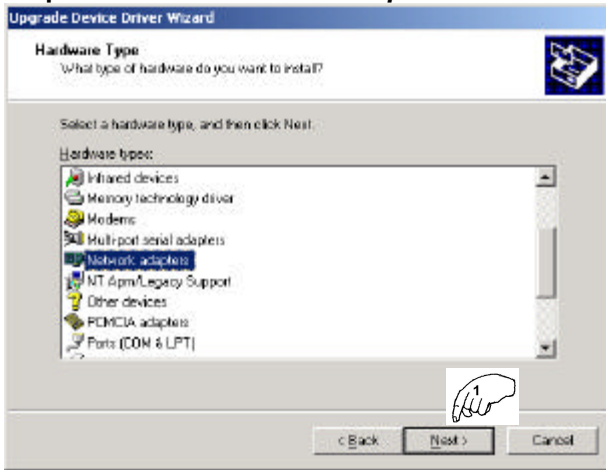 Upgrade Device Driver Wizard
Hardware Type
What type of hardware do you want to install?
Select a hardware type, and then click Next.
Hardware types:
Infrared devices
Memory technology driver
Modems
Multi-port serial adapters
Network adapters
NT Apm/Legacy Support
Other devices
PCMCIA adapters
Ports (COM & LPT)
1
< Back
Next >
Cancel